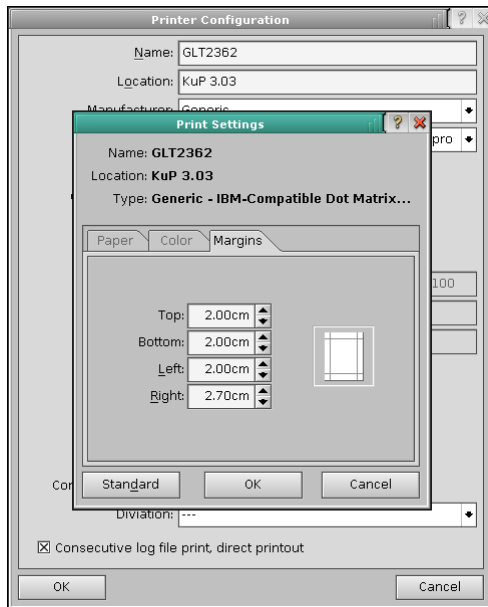 Printer Configuration
Name: GLT2362
Location: KuP 3.03
Manufacturer: Generic
pro
Print Settings
Name: GLT2362
Location: KuP 3.03
Type: Generic - IBM-Compatible Dot Matrix...
Paper Color Margins
100
Top: 2.00cm
Bottom: 2.00cm
Left: 2.00cm
Right: 2.70cm
Standard OK Cancel
Diviation: ---
Consecutive log file print, direct printout
OK Cancel